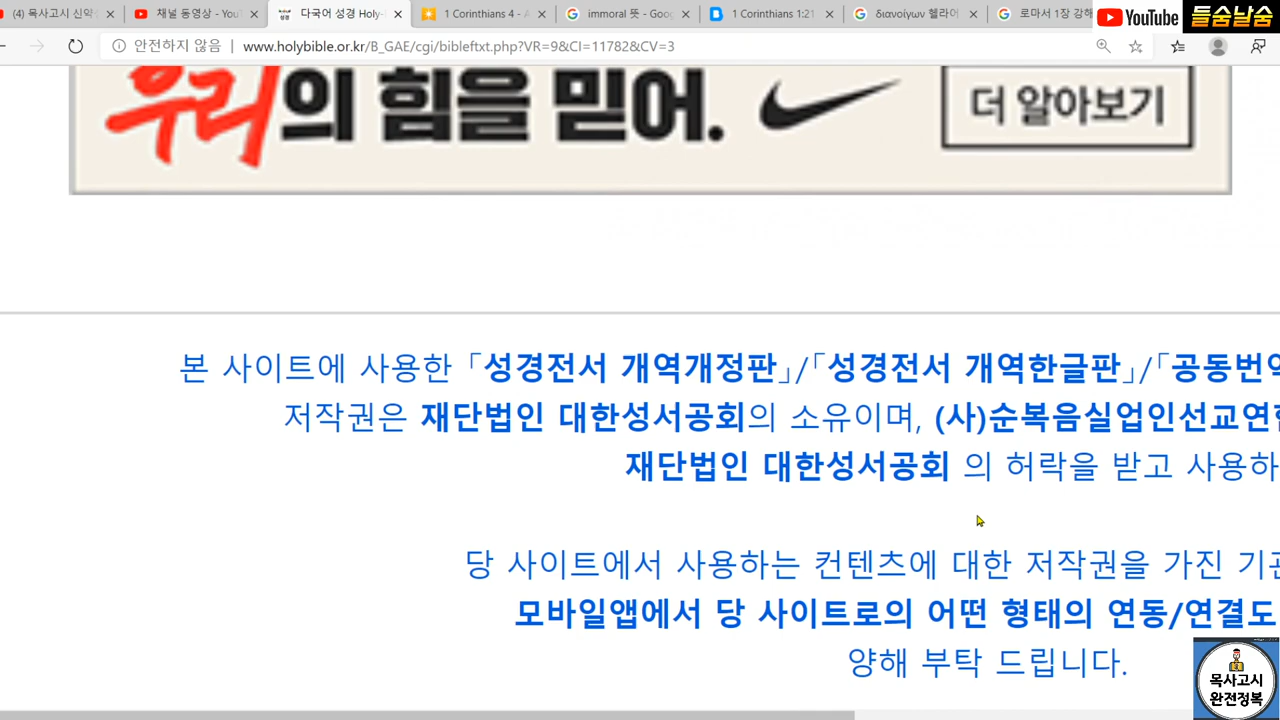 (4) 목사고시 신약
채널 동영상 - You
다국어 성경 Holy-
1 Corinthians 1 - A
immoral 뜻 - Goo
1 Corinthians 1:21
διανοίγων 헬라어
로마서 1장 강해
YouTube
들숨날숨
안전하지 않음 | www.holybible.or.kr/B_GAE/cgi/bibleftxt.php?VR=9&CI=11782&CV=3
우리의 힘을 믿어.
더 알아보기
본 사이트에 사용한 「성경전서 개역개정판」/「성경전서 개역한글판」/「공동번역
저작권은 재단법인 대한성서공회의 소유이며, (사)순복음실업인선교연합
재단법인 대한성서공회 의 허락을 받고 사용하
당 사이트에서 사용하는 컨텐츠에 대한 저작권을 가진 기관
모바일앱에서 당 사이트로의 어떤 형태의 연동/연결도
양해 부탁 드립니다.
목사고시
완전정복